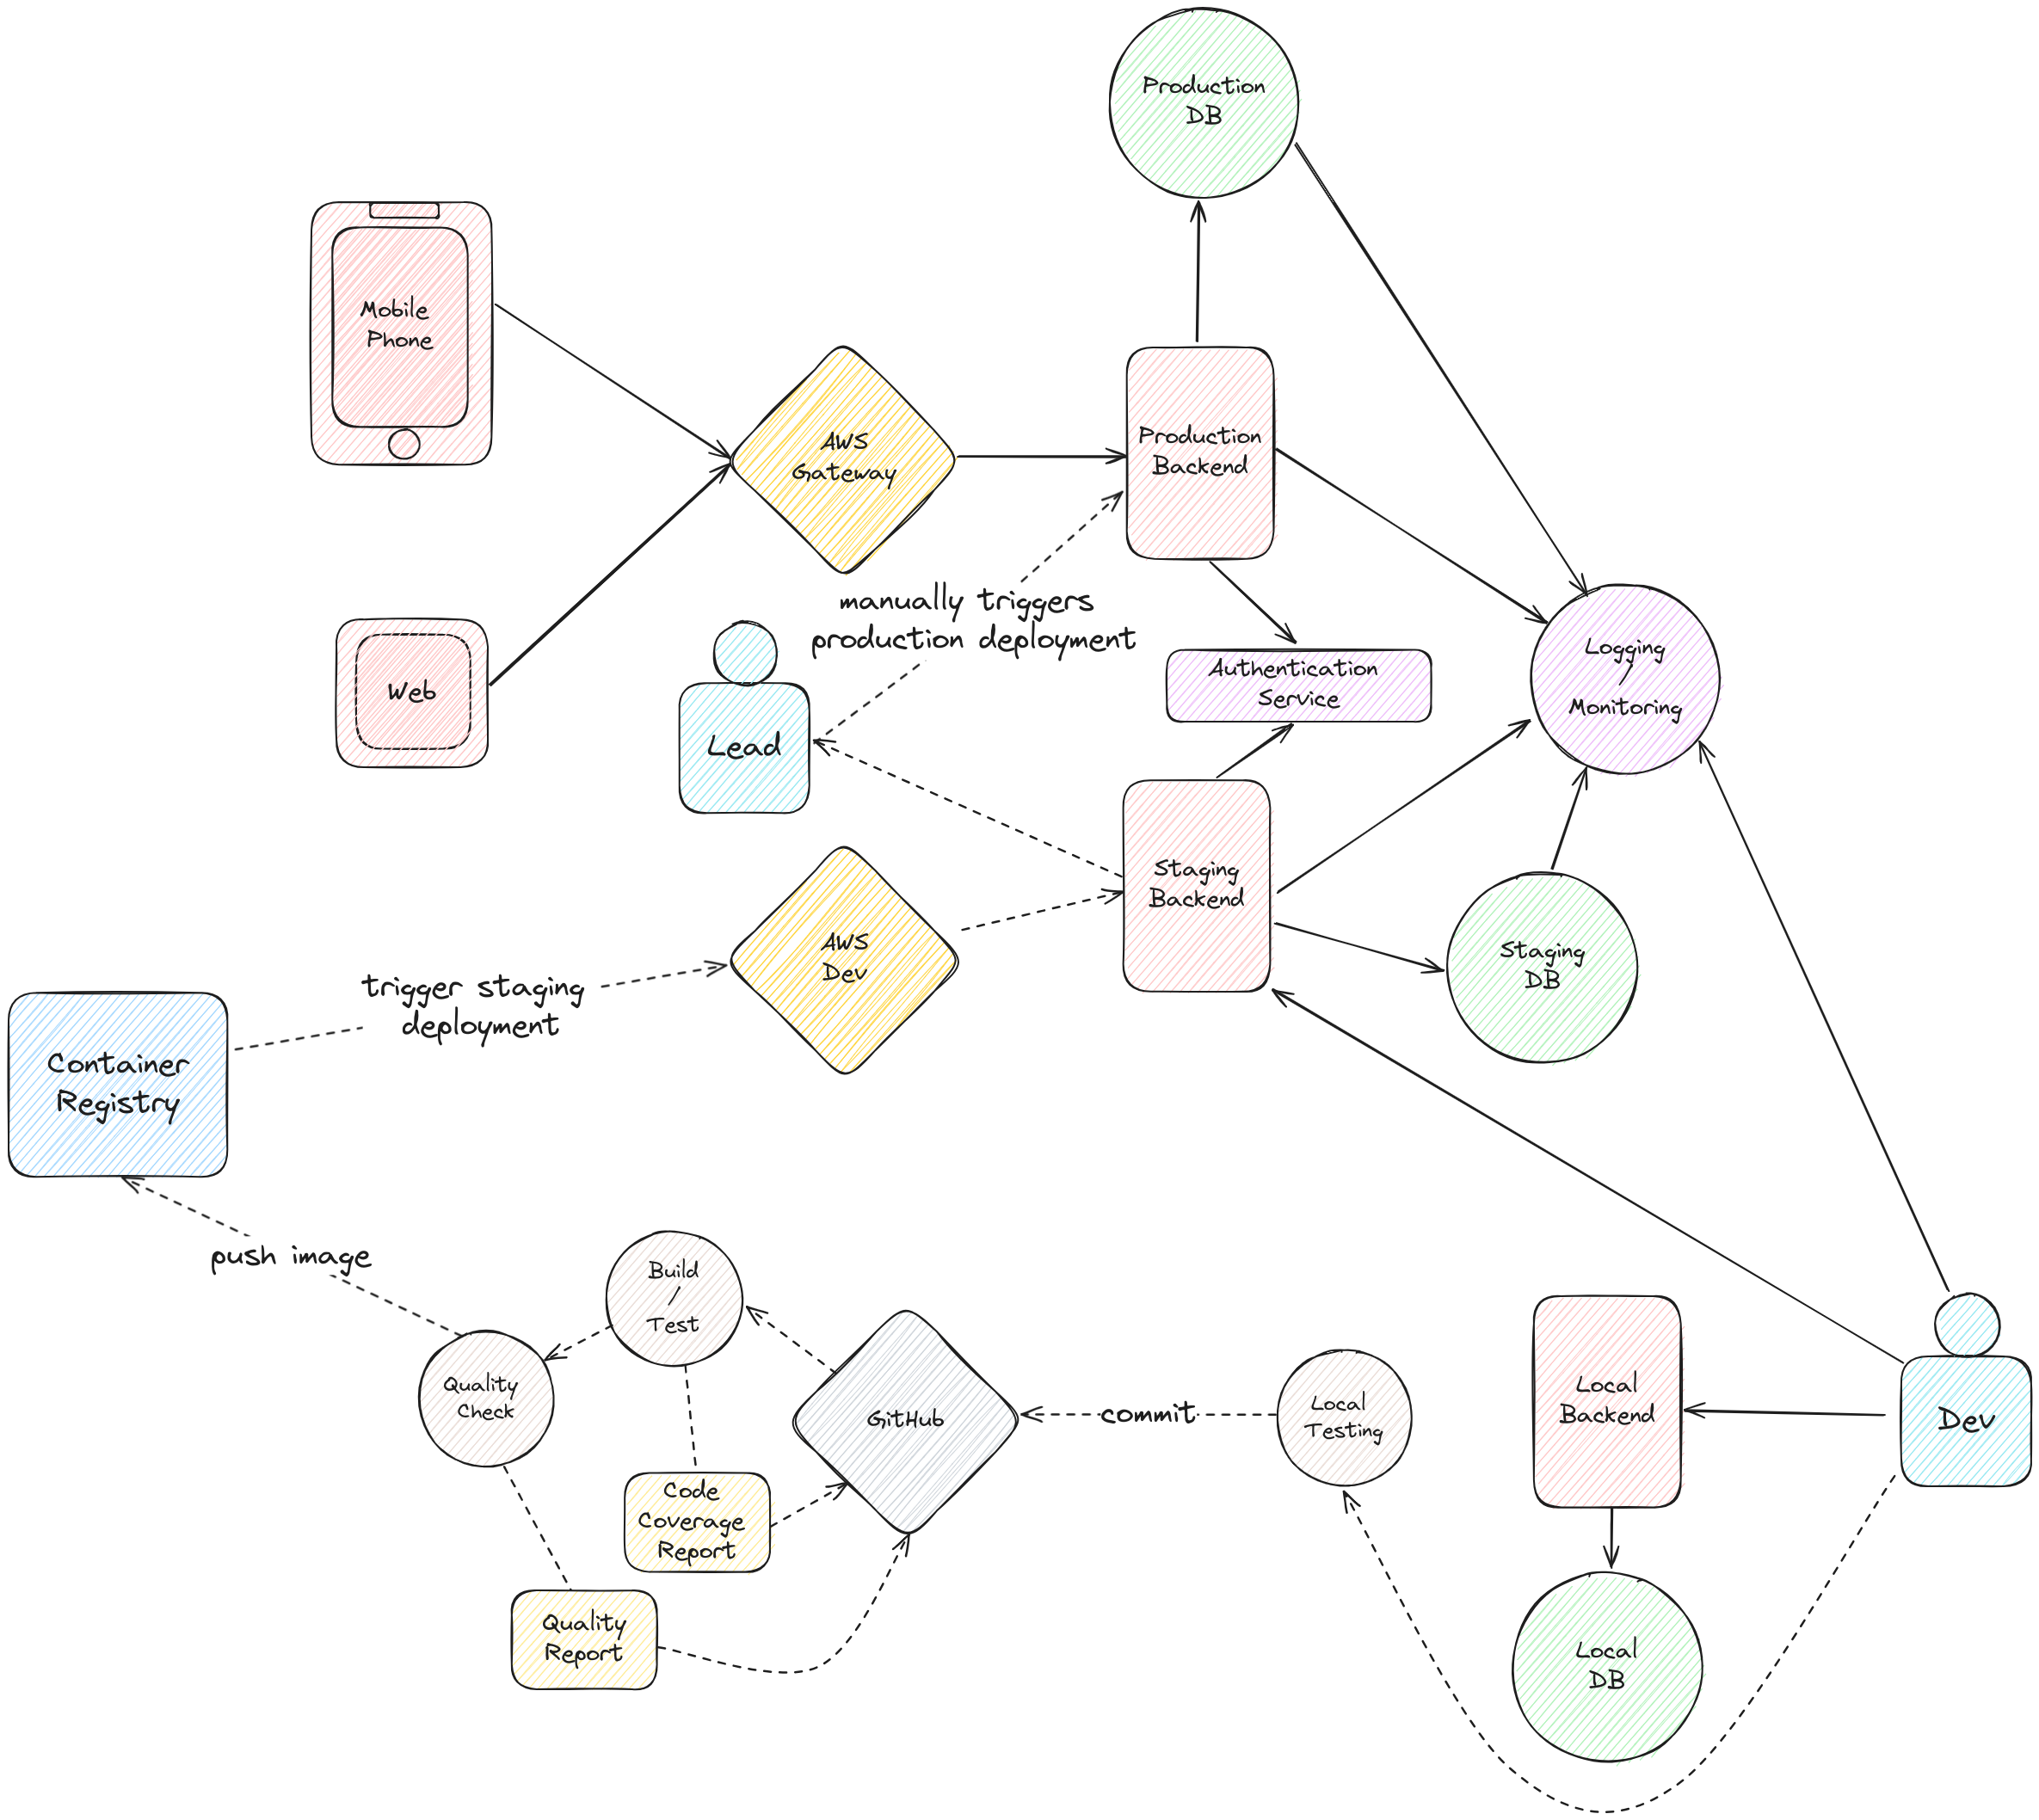 Production
DB
Mobile
Phone
AWS
Gateway
Production
Backend
manually triggers
production deployment
Authentication
Service
Logging
/
Monitoring
Web
Lead
Staging
Backend
Staging
DB
AWS
Dev
trigger staging
deployment
Container
Registry
push image
Build
/
Test
Quality
Check
GitHub
commit
Local
Testing
Local
Backend
Dev
Code
Coverage
Report
Quality
Report
Local
DB